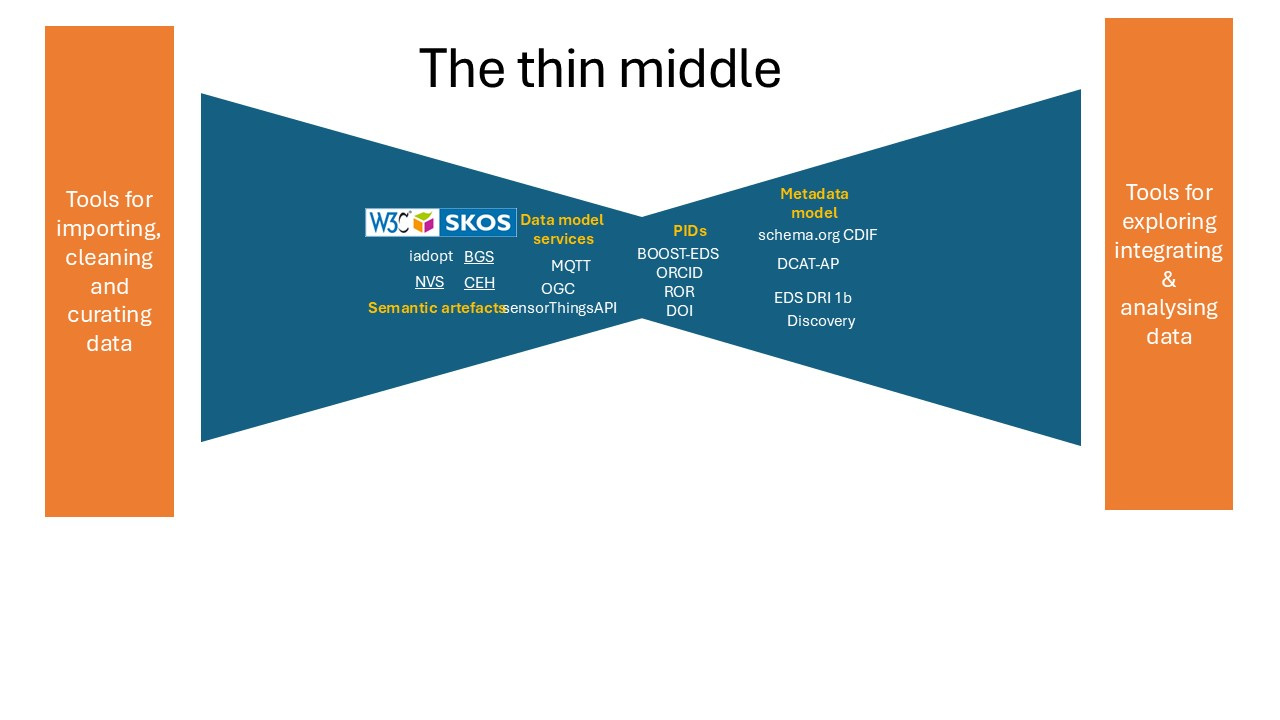 The thin middle
Tools for
importing,
cleaning
and
curating
data
W3C SKOS
iadopt BGS
NVS CEH
Semantic artefacts
Data model
services
MQTT
OGC
sensorThingsAPI
PIDs
BOOST-EDS
ORCID
ROR
DOI
Metadata
model
schema.org CDIF
DCAT-AP
EDS DRI 1b
Discovery
Tools for
exploring
integrating
&
analysing
data